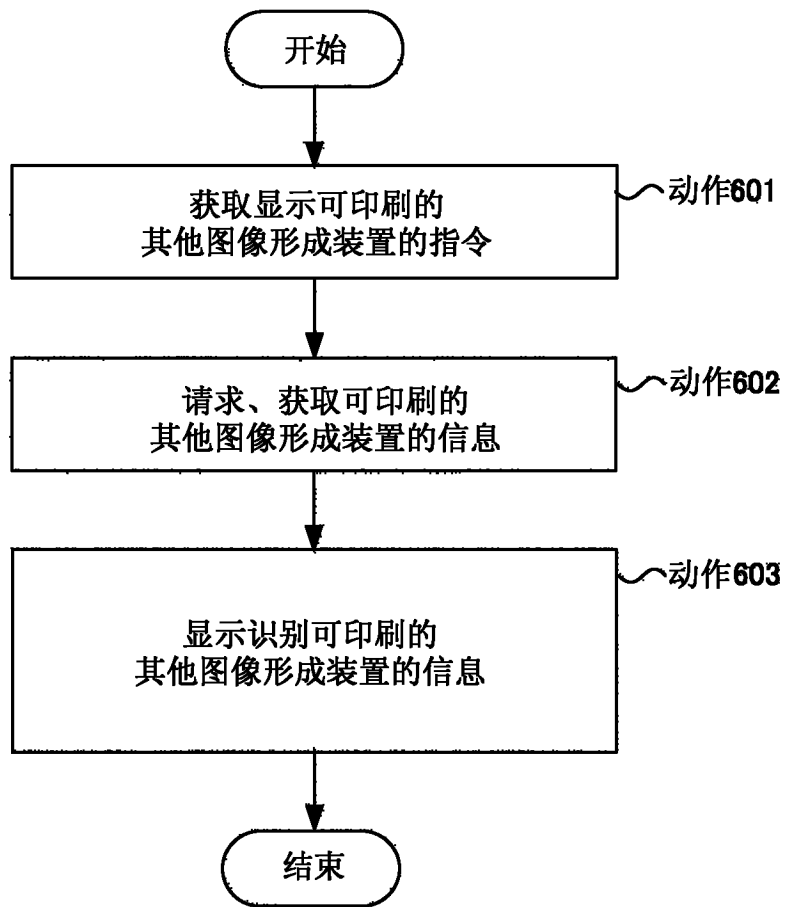 开始
获取显示可印刷的
其他图像形成装置的指令
动作601
请求、获取可印刷的
其他图像形成装置的信息
动作602
显示识别可印刷的
其他图像形成装置的信息
动作603
结束